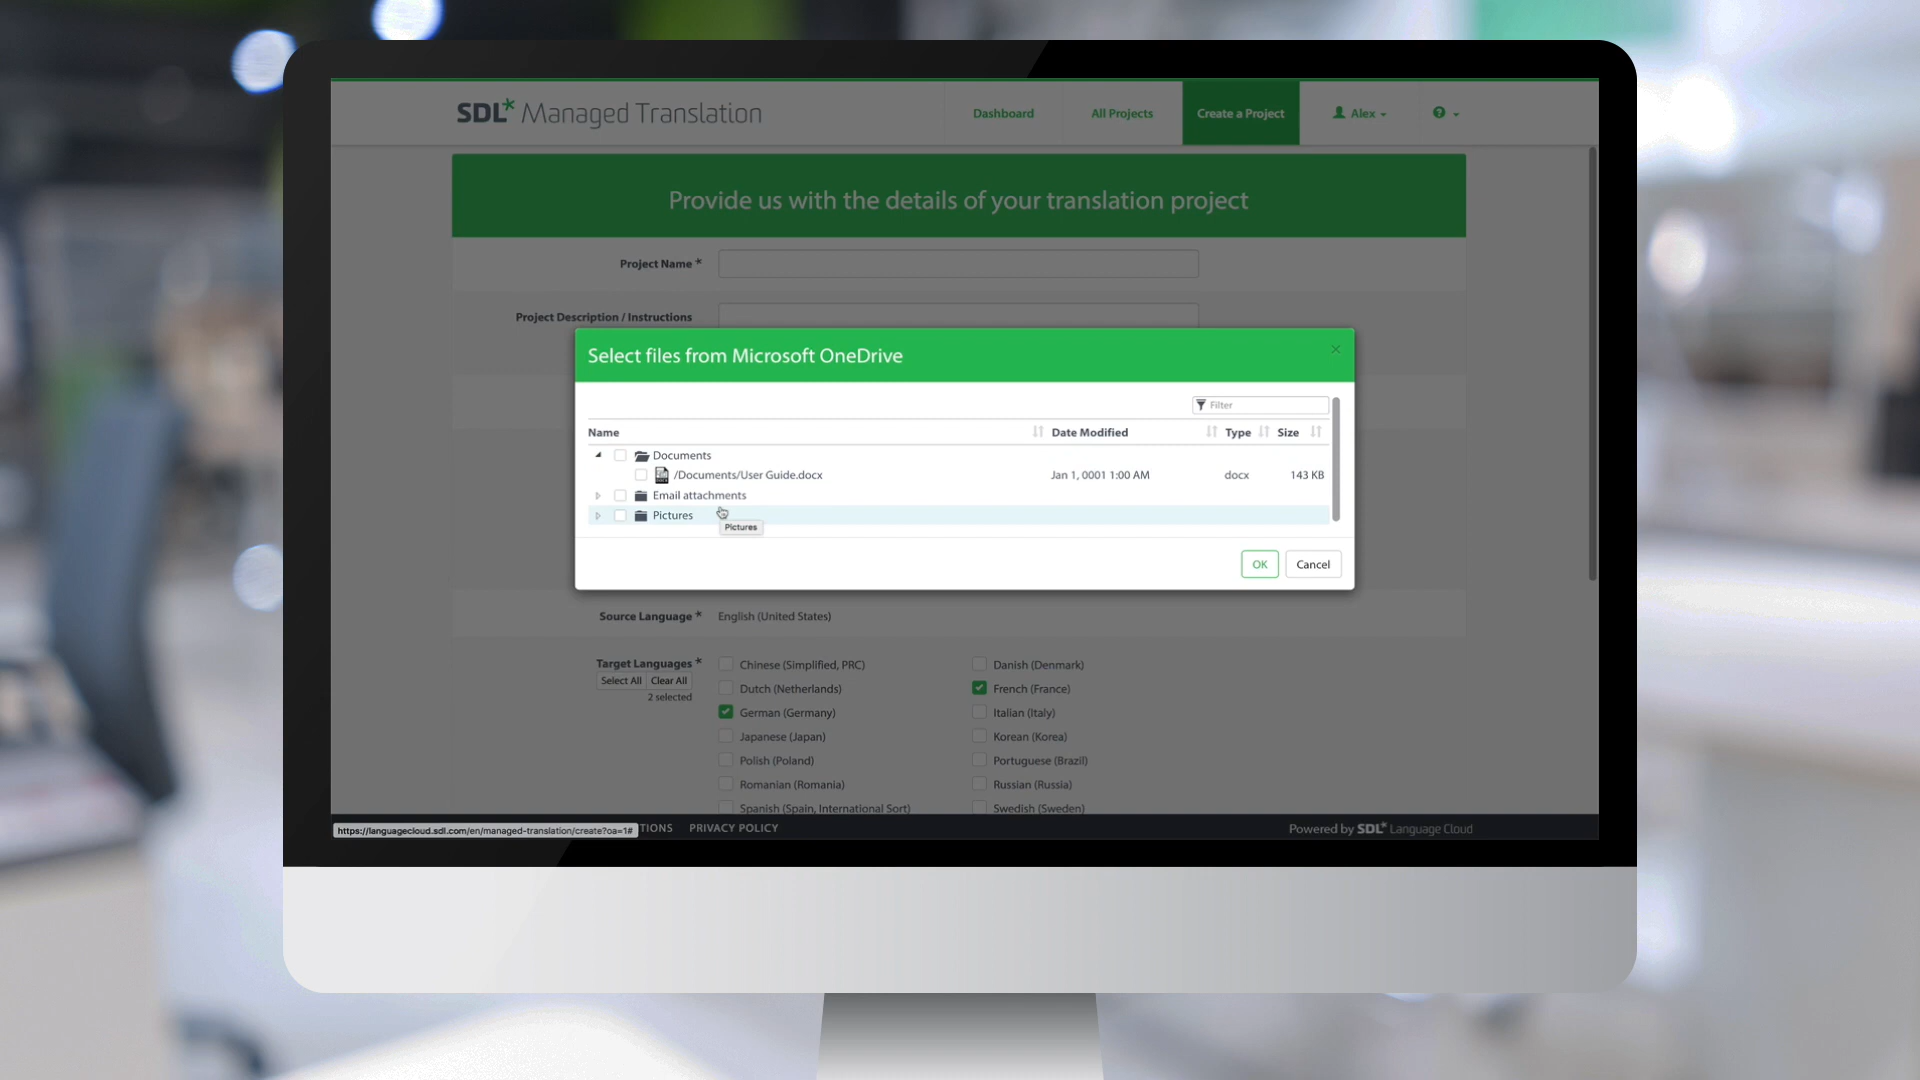 SDL* Managed Translation
Dashboard
All Projects
Create a Project
Alex
?
Provide us with the details of your translation project
Project Name *
Project Description / Instructions
Select files from Microsoft OneDrive
×
Filter
Name
Date Modified
Type
Size
Documents
/Documents/User Guide.docx
Jan 1, 0001 1:00 AM
docx
143 KB
Email attachments
Pictures
Pictures
OK
Cancel
Source Language *
English (United States)
Target Languages *
Select All
Clear All
2 selected
Chinese (Simplified, PRC)
Danish (Denmark)
Dutch (Netherlands)
French (France)
German (Germany)
Italian (Italy)
Japanese (Japan)
Korean (Korea)
Polish (Poland)
Portuguese (Brazil)
Romanian (Romania)
Russian (Russia)
Spanish (Spain, International Sort)
Swedish (Sweden)
https://languagecloud.sdl.com/en/managed-translation/create?oa=1#
TIONS
PRIVACY POLICY
Powered by SDL* Language Cloud